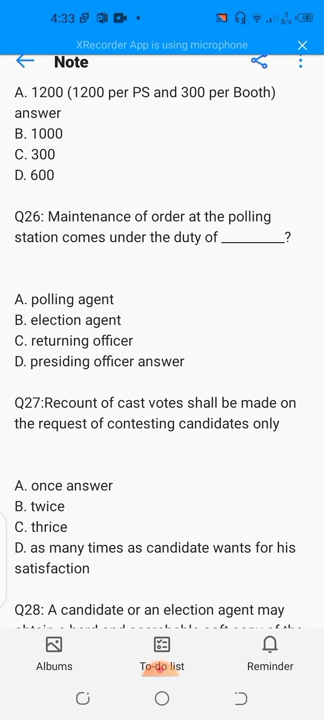 4:33
XRecorder App is using microphone
Note
A. 1200 (1200 per PS and 300 per Booth)
answer
B. 1000
C. 300
D. 600
Q26: Maintenance of order at the polling
station comes under the duty of ________?
A. polling agent
B. election agent
C. returning officer
D. presiding officer answer
Q27:Recount of cast votes shall be made on
the request of contesting candidates only
A. once answer
B. twice
C. thrice
D. as many times as candidate wants for his
satisfaction
Q28: A candidate or an election agent may
Albums To-do list Reminder